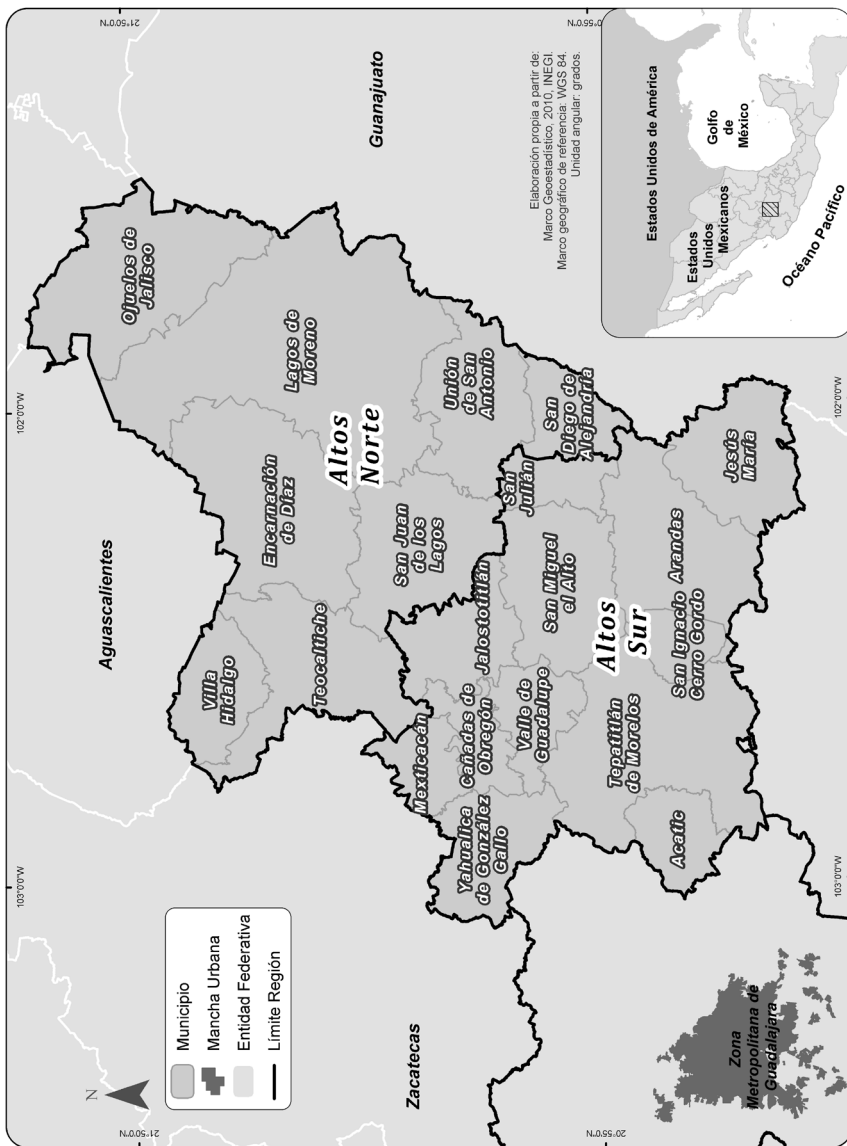 103°0'0"W
102°0'0"W
21°50'0"N
21°50'0"N
20°55'0"N
20°55'0"N
103°0'0"W
102°0'0"W
N
Municipio
Mancha Urbana
Entidad Federativa
Límite Región
Zacatecas
Aguascalientes
Guanajuato
Ojuelos de
Jalisco
Lagos de
Moreno
Encarnación
de Díaz
Villa
Hidalgo
Teocaltiche
Altos
Norte
San Juan
de los
Lagos
Unión
de San
Antonio
San
Diego de
Alejandría
San
Julián
Mexticacán
Yahualica
de González
Gallo
Cañadas de
Obregón
Jalostotitlán
Valle de
Guadalupe
San Miguel
el Alto
Altos
Sur
Tepatitlán
de Morelos
Acatic
San Ignacio
Cerro Gordo
Arandas
Jesús
María
Zona
Metropolitana de
Guadalajara
Elaboración propia a partir de:
Marco Geoestadístico, 2010, INEGI.
Marco geográfico de referencia: WGS 84.
Unidad angular: grados.
Estados Unidos de América
Estados
Unidos
Mexicanos
Golfo
de
México
Océano Pacífico